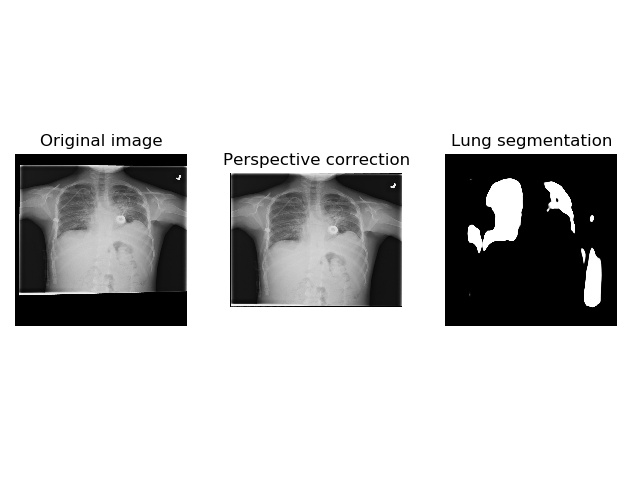 Original image
Perspective correction
Lung segmentation